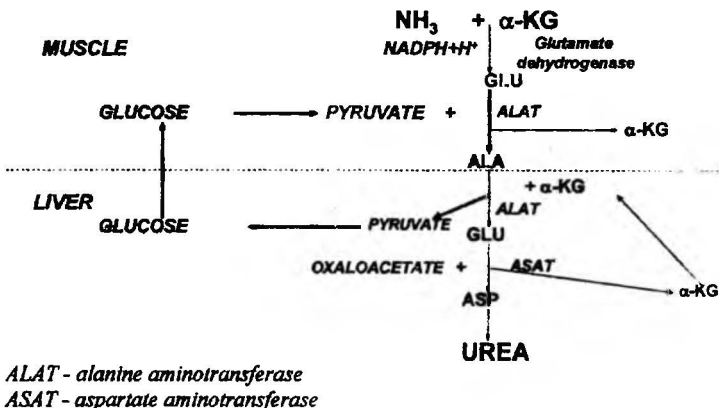 NH₃ + α-KG
MUSCLE
NADPH+H⁺
Glutamate
dehydrogenase
GLU
GLUCOSE
PYRUVATE +
ALAT
α-KG
ALA
+ α-KG
LIVER
ALAT
GLUCOSE
PYRUVATE
GLU
OXALOACETATE +
ASAT
α-KG
ASP
UREA
ALAT - alanine aminotransferase
ASAT - aspartate aminotransferase